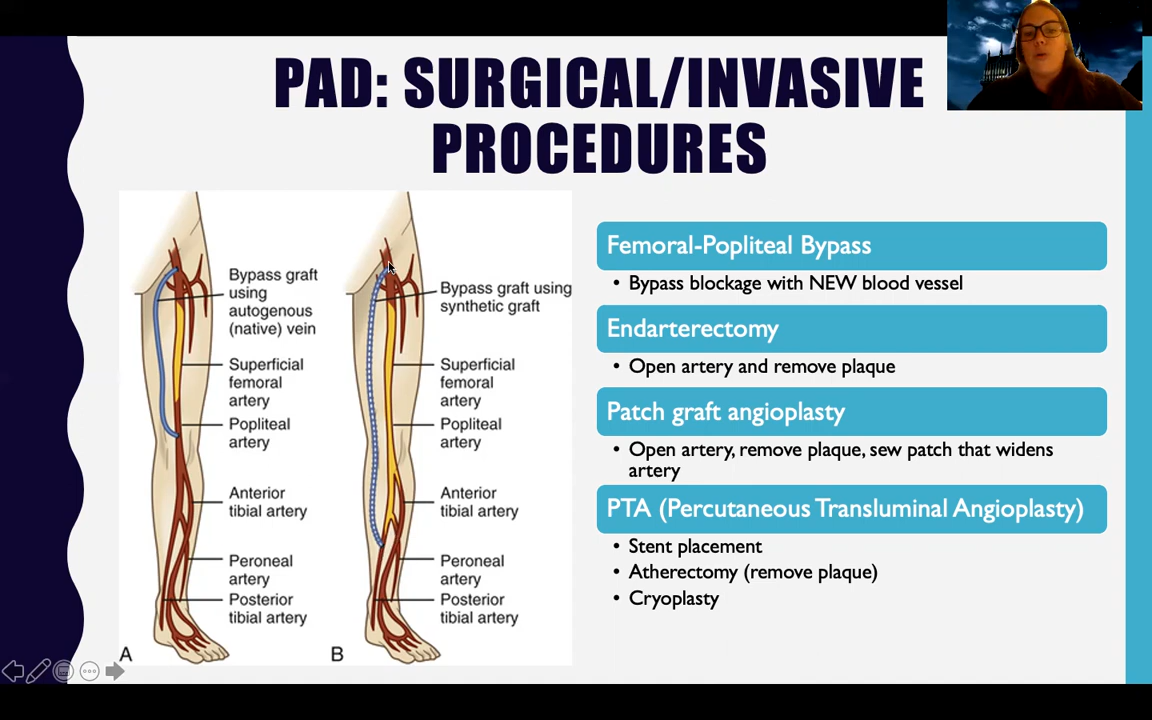 PAD: SURGICAL/INVASIVE
PROCEDURES
Bypass graft
using
autogenous
(native) vein
Superficial
femoral
artery
Popliteal
artery
Anterior
tibial artery
Peroneal
artery
Posterior
tibial artery
A
Bypass graft using
synthetic graft
Superficial
femoral
artery
Popliteal
artery
Anterior
tibial artery
Peroneal
artery
Posterior
tibial artery
B
Femoral-Popliteal Bypass
• Bypass blockage with NEW blood vessel
Endarterectomy
• Open artery and remove plaque
Patch graft angioplasty
• Open artery, remove plaque, sew patch that widens
artery
PTA (Percutaneous Transluminal Angioplasty)
• Stent placement
• Atherectomy (remove plaque)
• Cryoplasty